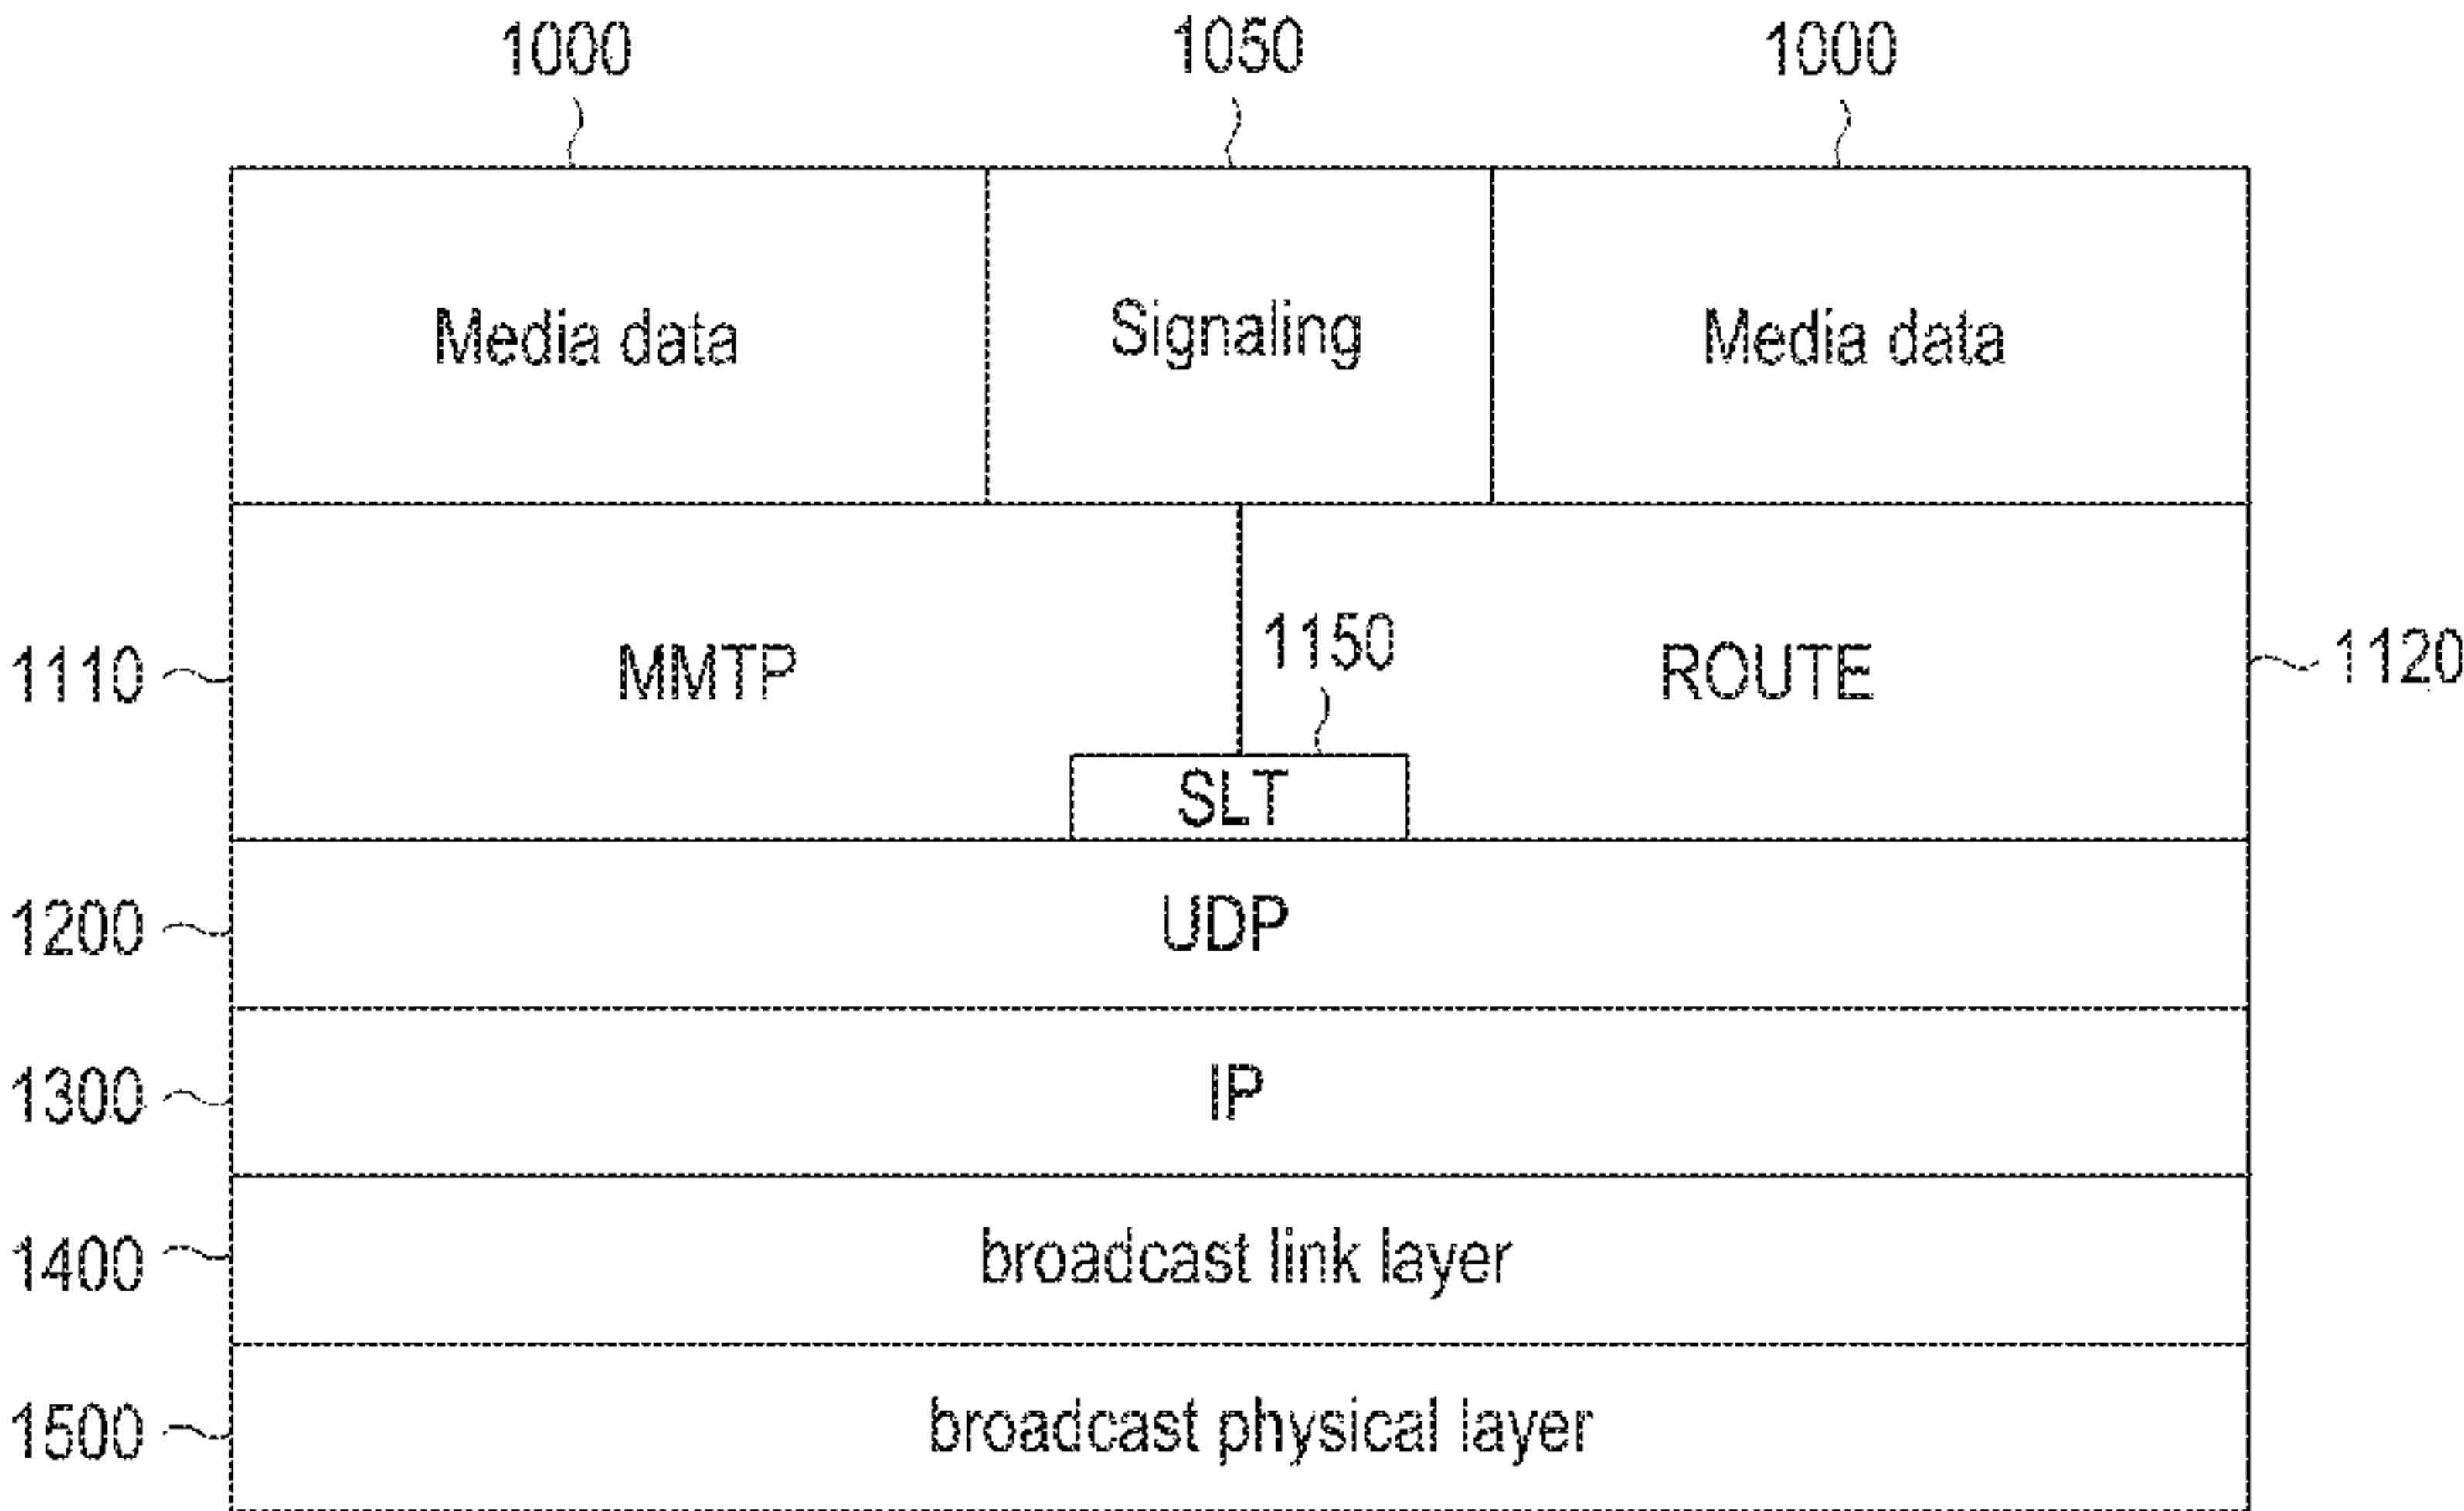 1000
1050
1000
Media data
Signaling
Media data
1110
MMTP
1150
ROUTE
1120
SLT
1200
UDP
1300
IP
1400
broadcast link layer
1500
broadcast physical layer